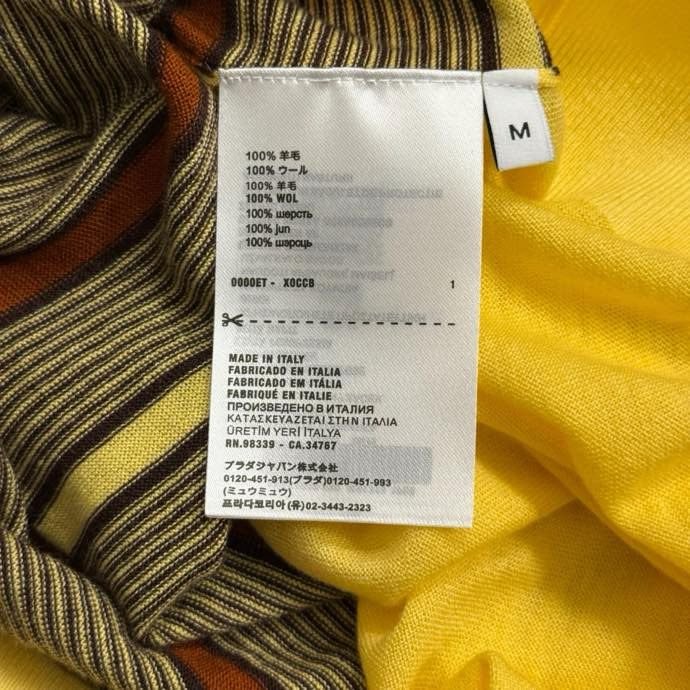 M
100% 羊毛
100% ウール
100% 羊毛
100% WOL
100% шерсть
100% jun
100% шэрсць
0000ET - X0CCB 1
MADE IN ITALY
FABRICADO EN ITALIA
FABRICADO EM ITÁLIA
FABRIQUÉ EN ITALIE
ПРОИЗВЕДЕНО В ИТАЛИЯ
ΚΑΤΑΣΚΕΥΑΖΕΤΑΙ ΣΤΗ Ν ΙΤΑΛΙΑ
ÜRETİM YERİ İTALYA
RN.98339 - CA.34767
プラダジャパン株式会社
0120-451-913(プラダ)0120-451-993
(ミュウミュウ)
프라다코리아(유)02-3443-2323